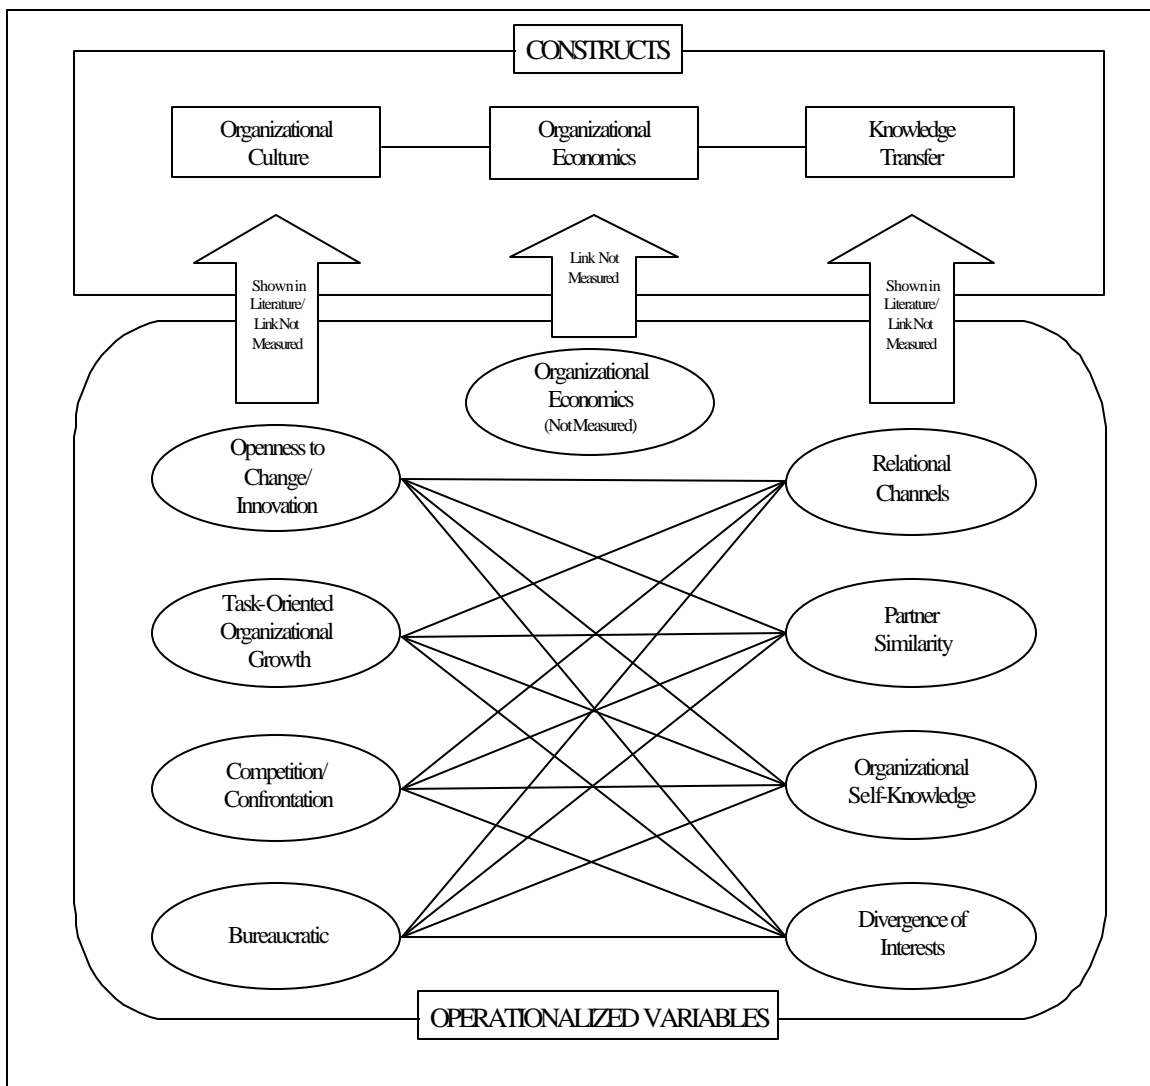 CONSTRUCTS
Organizational
Culture
Organizational
Economics
Knowledge
Transfer
Shown in
Literature/
Link Not
Measured
Link Not
Measured
Shown in
Literature/
Link Not
Measured
Organizational
Economics
(Not Measured)
Openness to
Change/
Innovation
Relational
Channels
Task-Oriented
Organizational
Growth
Partner
Similarity
Competition/
Confrontation
Organizational
Self-Knowledge
Bureaucratic
Divergence of
Interests
OPERATIONALIZED VARIABLES